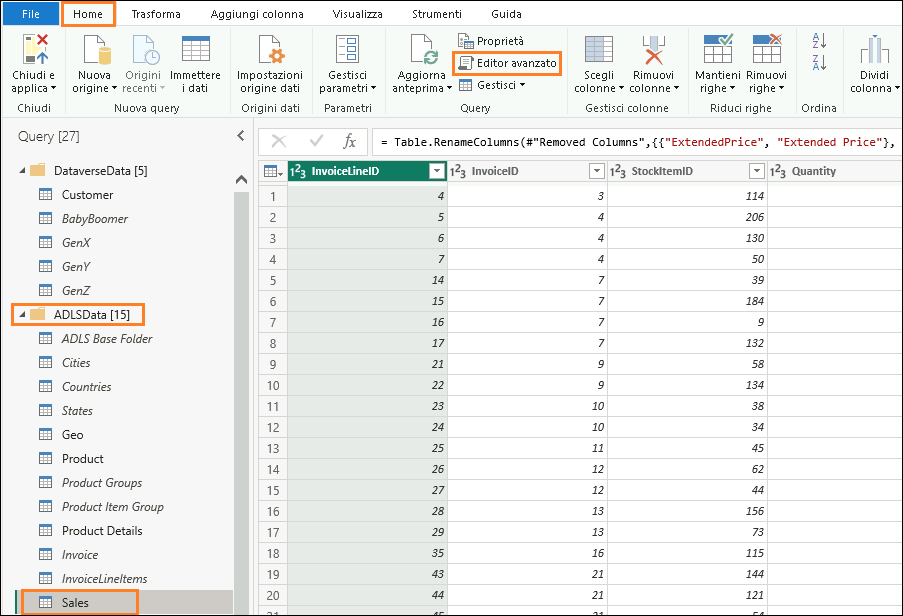 File Home Trasforma Aggiungi colonna Visualizza Strumenti Guida
Chiudi e applica
Nuova origine
Origini recenti
Immettere i dati
Impostazioni origine dati
Gestisci parametri
Aggiorna anteprima
Proprietà
Editor avanzato
Gestisci
Scegli colonne
Rimuovi colonne
Mantieni righe
Rimuovi righe
Dividi colonna
Chiudi Nuova query Origini dati Parametri Query Gestisci colonne Riduci righe Ordina
Query [27]
fx = Table.RenameColumns(#"Removed Columns",{{"ExtendedPrice", "Extended Price"},
DataverseData [5]
Customer
BabyBoomer
GenX
GenY
GenZ
ADLSData [15]
ADLS Base Folder
Cities
Countries
States
Geo
Product
Product Groups
Product Item Group
Product Details
Invoice
InvoiceLineItems
Sales
1²3 InvoiceLineID 1²3 InvoiceID 1²3 StockItemID 1²3 Quantity
1 4 3 114
2 5 4 206
3 6 4 130
4 7 4 50
5 14 7 39
6 15 7 184
7 16 7 9
8 17 7 132
9 21 9 58
10 22 9 134
11 23 10 38
12 24 10 34
13 25 11 45
14 26 12 62
15 27 12 44
16 28 13 156
17 29 13 73
18 35 16 115
19 43 21 144
20 44 21 121